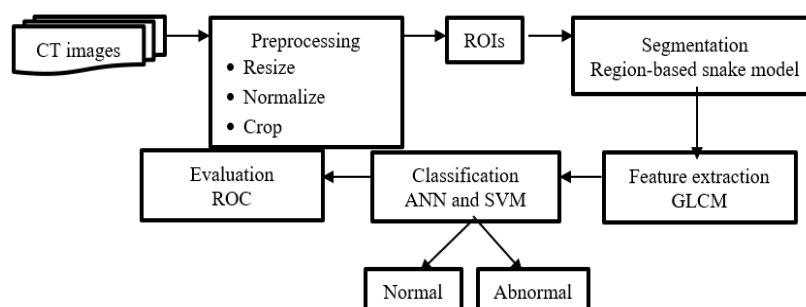 CT images
Preprocessing
• Resize
• Normalize
• Crop
ROIs
Segmentation
Region-based snake model
Feature extraction
GLCM
Classification
ANN and SVM
Evaluation
ROC
Normal
Abnormal